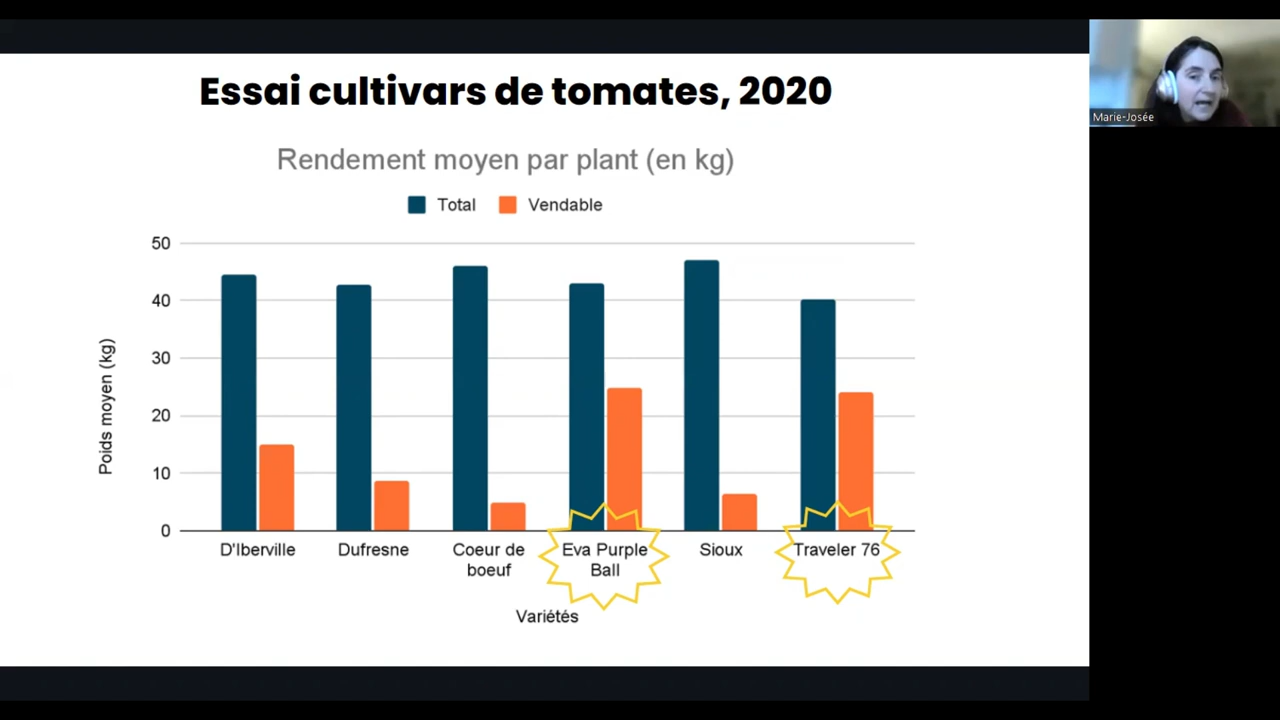 Essai cultivars de tomates, 2020
Marie-Josée
Rendement moyen par plant (en kg)
Total
Vendable
Poids moyen (kg)
50
40
30
20
10
0
D'Iberville
Dufresne
Coeur de
boeuf
Eva Purple
Ball
Sioux
Traveler 76
Variétés